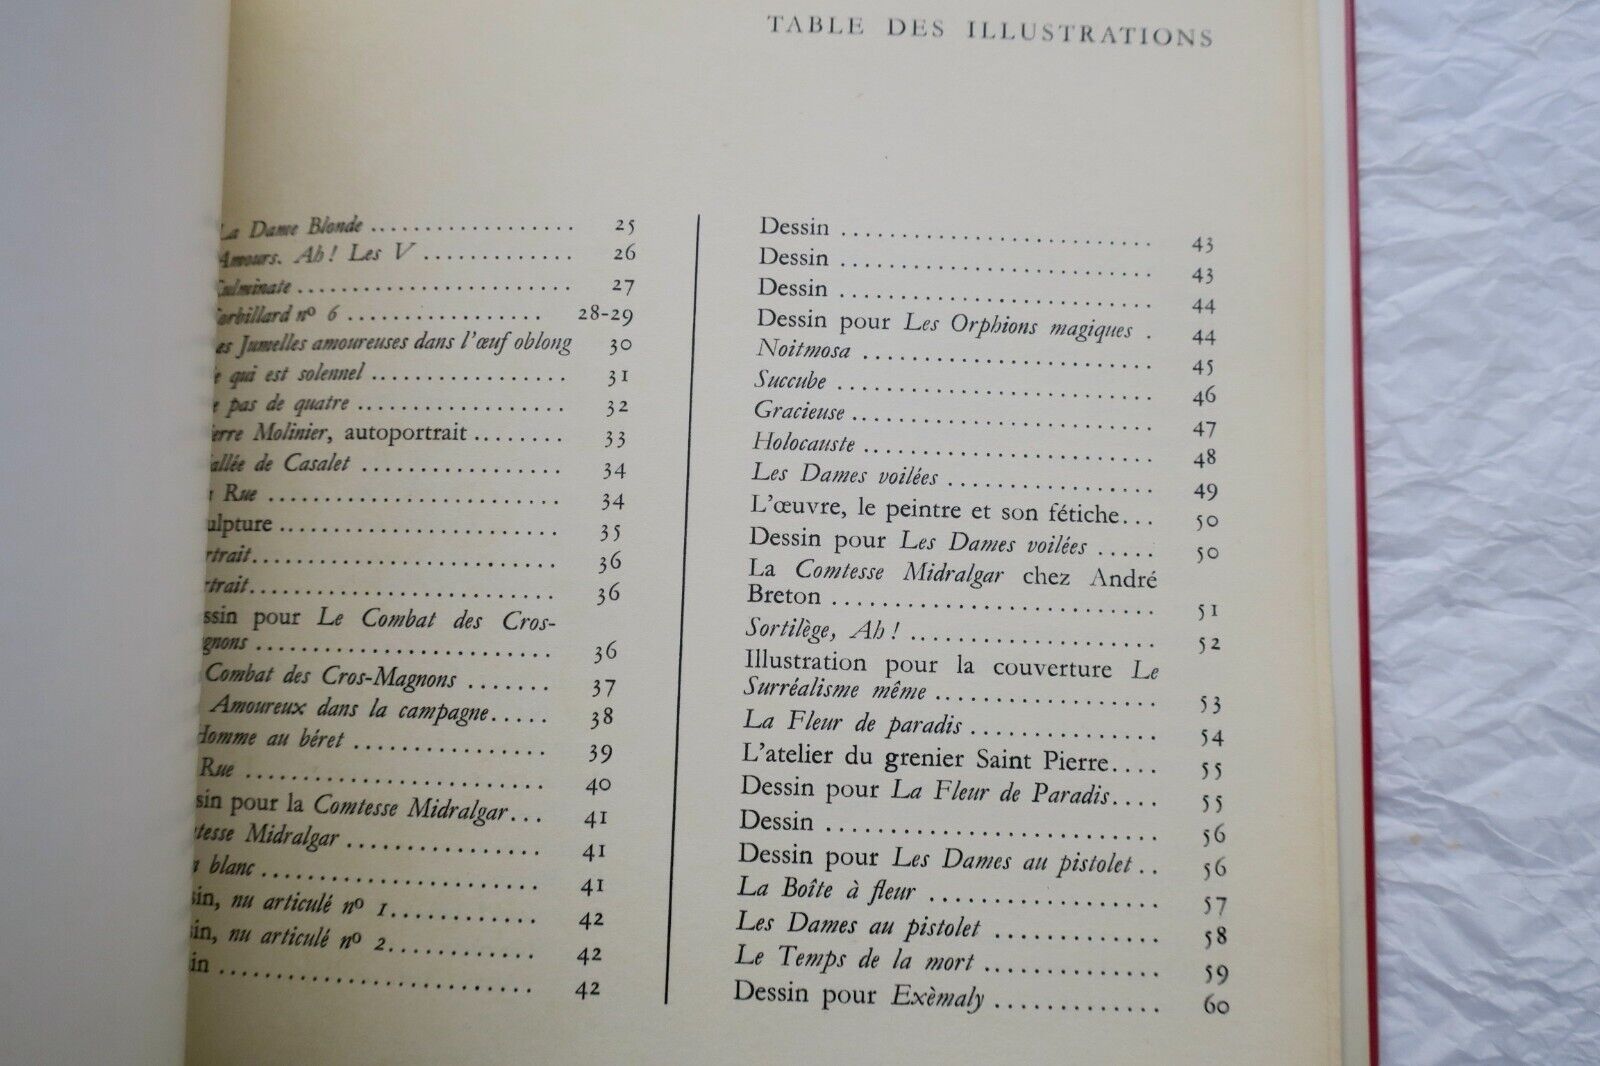 TABLE DES ILLUSTRATIONS
La Dame Blonde .................. 25
Amours. Ah! Les V ............. 26
Culminate ........................ 27
Corbillard nº 6 ................. 28-29
es Jumelles amoureuses dans l'œuf oblong 30
e qui est solennel .................. 31
e pas de quatre ................... 32
ierre Molinier, autoportrait ........ 33
Vallée de Casalet .................. 34
Rue .......................... 34
ulpture ......................... 35
rtrait ............................ 36
rtrait ............................ 36
ssin pour Le Combat des Cros-
gnons .......................... 36
Combat des Cros-Magnons ....... 37
Amoureux dans la campagne ..... 38
Homme au béret ................. 39
Rue ........................... 40
sin pour la Comtesse Midralgar ... 41
tesse Midralgar .................. 41
blanc .......................... 41
sin, nu articulé nº 1 ............. 42
in, nu articulé nº 2 ............. 42
in ............................. 42
Dessin ............................ 43
Dessin ............................ 43
Dessin ............................ 44
Dessin pour Les Orphions magiques . 44
Noitmosa .......................... 45
Succube ............................ 46
Gracieuse ........................... 47
Holocauste .......................... 48
Les Dames voilées ................... 49
L'œuvre, le peintre et son fétiche ... 50
Dessin pour Les Dames voilées ..... 50
La Comtesse Midralgar chez André
Breton ............................. 51
Sortilège, Ah! ...................... 52
Illustration pour la couverture Le
Surréalisme même .................. 53
La Fleur de paradis ................ 54
L'atelier du grenier Saint Pierre .... 55
Dessin pour La Fleur de Paradis .... 55
Dessin ............................. 56
Dessin pour Les Dames au pistolet .. 56
La Boîte à fleur .................... 57
Les Dames au pistolet .............. 58
Le Temps de la mort ............... 59
Dessin pour Exèmaly ............... 60